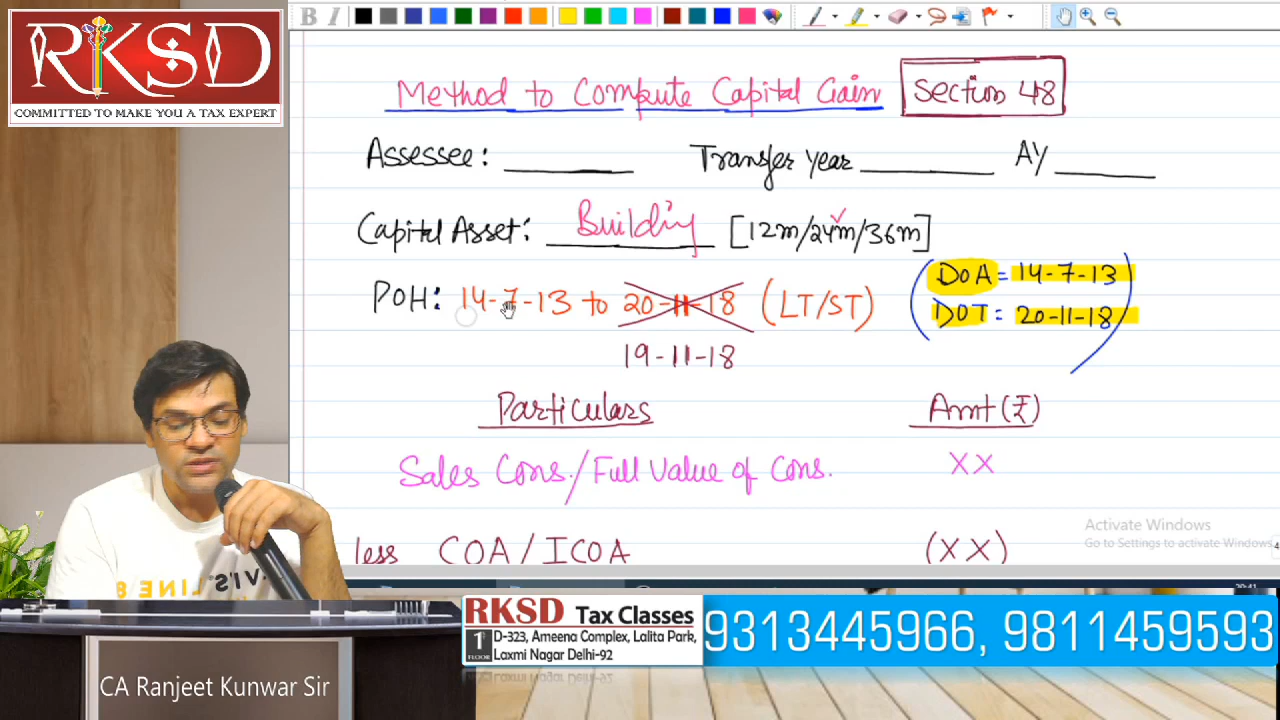 B I
RKSD
COMMITTED TO MAKE YOU A TAX EXPERT
Method to Compute Capital Gain Section 48
Assessee: ______ Transfer year ______ AY ______
Capital Asset: Building [12m/24m/36m]
POH: 14-7-13 to 20-11-18 (LT/ST)
19-11-18
(DOA = 14-7-13
DOT = 20-11-18)
Particulars Amt (₹)
Sales Cons./Full Value of Cons. XX
less COA / ICOA (XX)
Activate Windows
Go to Settings to activate Windows.
RKSD Tax Classes
1st FLOOR D-323, Ameena Complex, Lalita Park,
Laxmi Nagar Delhi-92
9313445966, 9811459593
CA Ranjeet Kunwar Sir